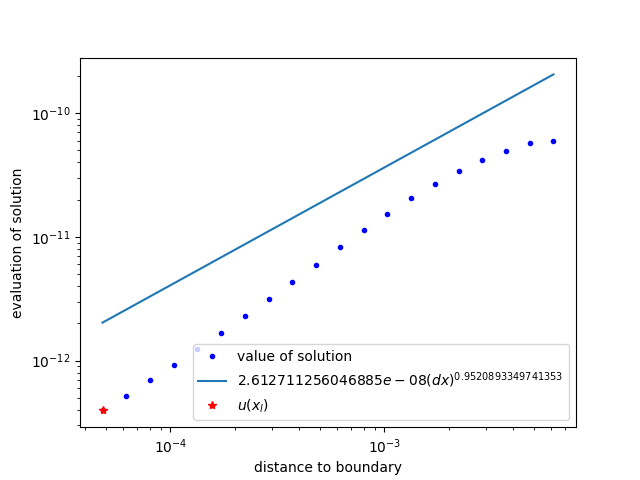 10⁻¹⁰
10⁻¹¹
10⁻¹²
evaluation of solution
value of solution
2.612711256046885e − 08(dx)^0.9520893349741353
u(x_l)
10⁻⁴
10⁻³
distance to boundary